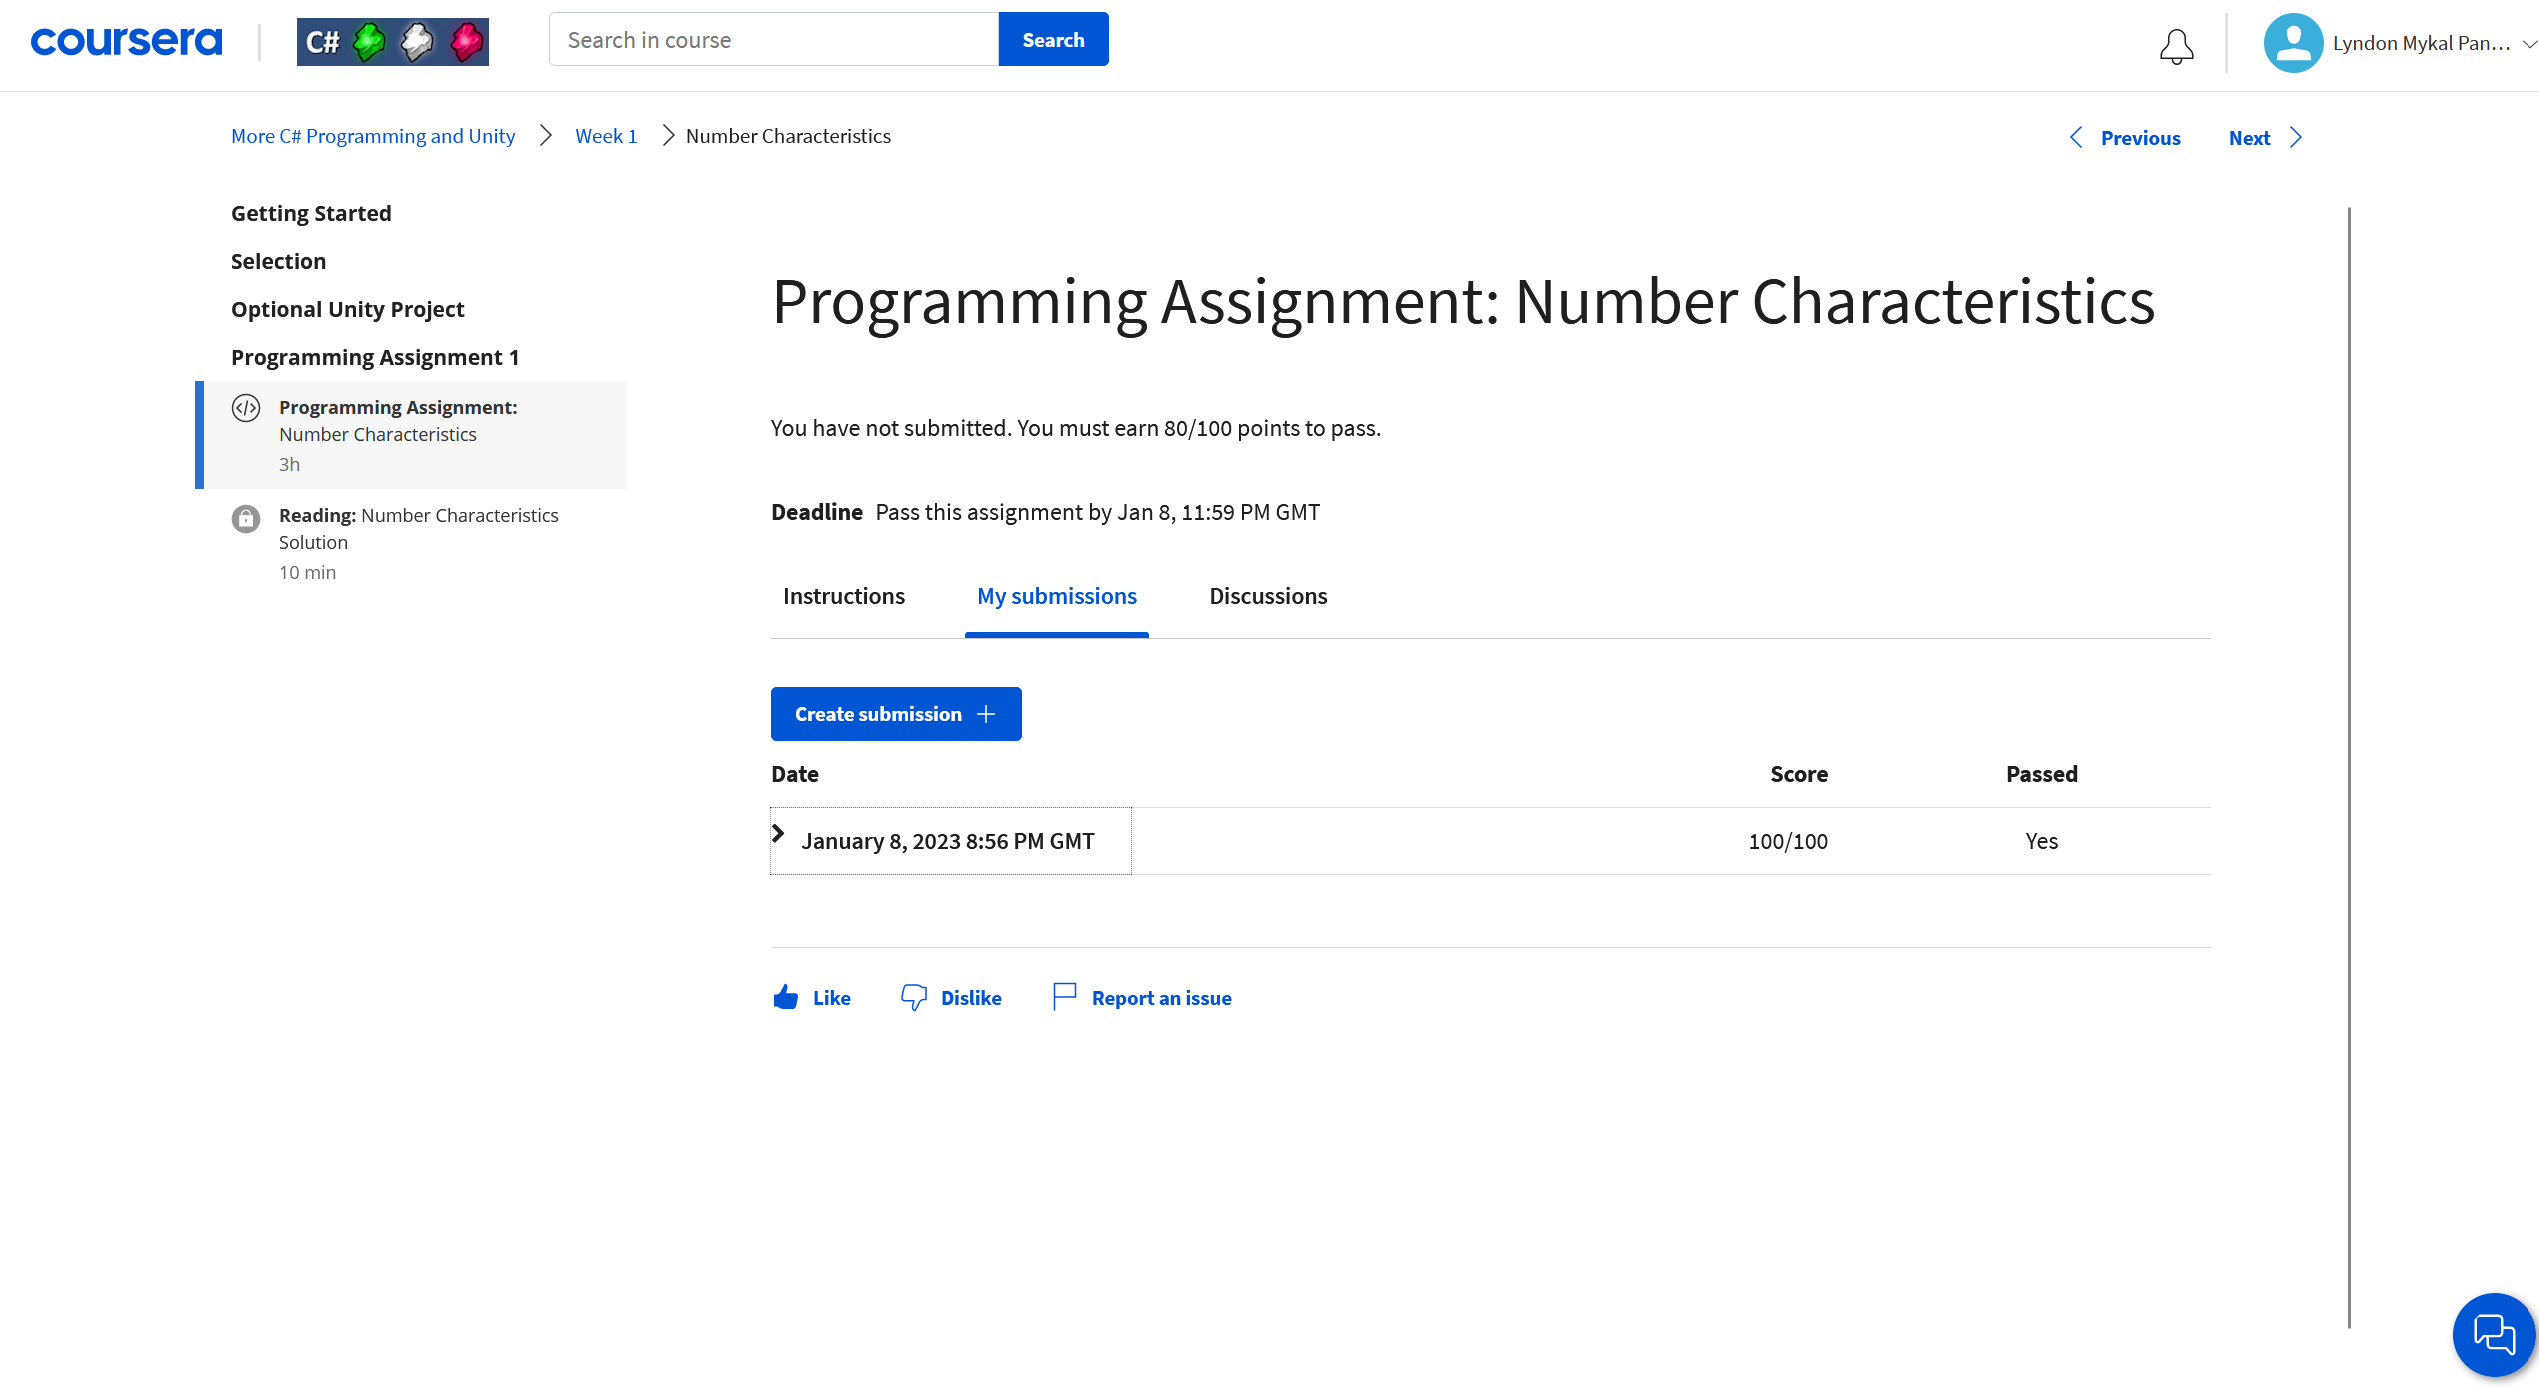 coursera
C#
Search in course
Search
Lyndon Mykal Pan...
More C# Programming and Unity
Week 1
Number Characteristics
Previous
Next
Getting Started
Selection
Optional Unity Project
Programming Assignment 1
Programming Assignment:
Number Characteristics
3h
Reading: Number Characteristics
Solution
10 min
Programming Assignment: Number Characteristics
You have not submitted. You must earn 80/100 points to pass.
Deadline Pass this assignment by Jan 8, 11:59 PM GMT
Instructions
My submissions
Discussions
Create submission
Date Score Passed
January 8, 2023 8:56 PM GMT 100/100 Yes
Like
Dislike
Report an issue